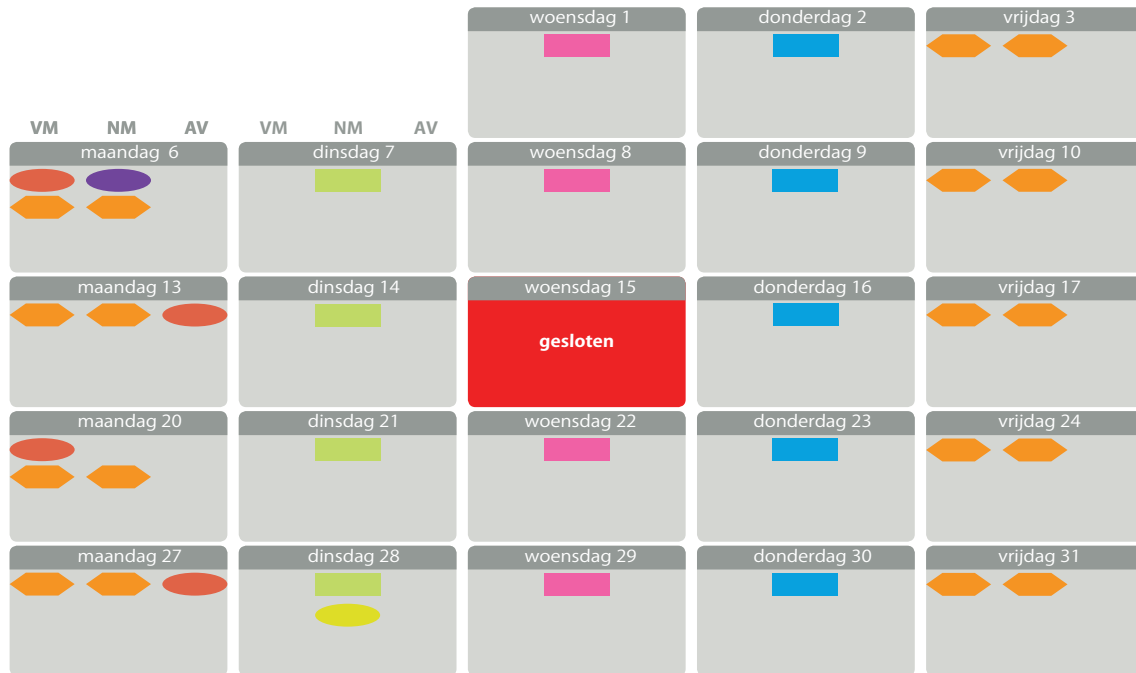 woensdag 1 donderdag 2 vrijdag 3
VM NM AV VM NM AV
maandag 6 dinsdag 7 woensdag 8 donderdag 9 vrijdag 10
maandag 13 dinsdag 14 woensdag 15 donderdag 16 vrijdag 17
gesloten
maandag 20 dinsdag 21 woensdag 22 donderdag 23 vrijdag 24
maandag 27 dinsdag 28 woensdag 29 donderdag 30 vrijdag 31